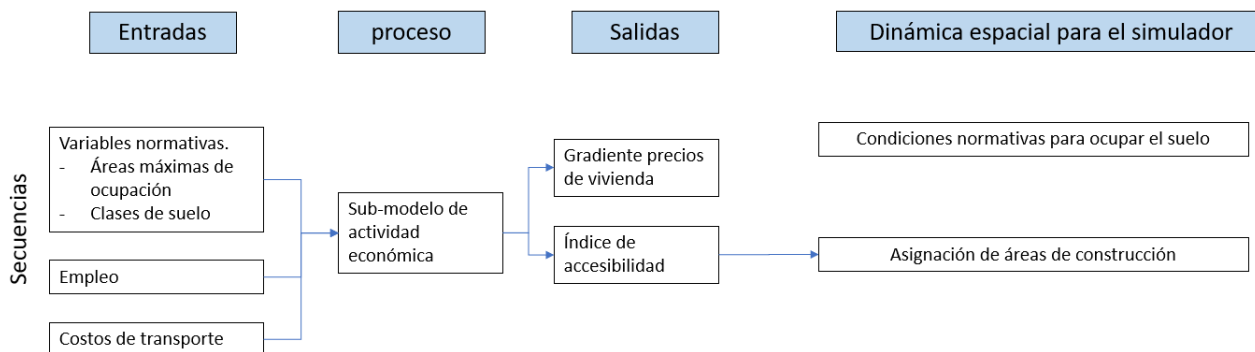 Entradas
proceso
Salidas
Dinámica espacial para el simulador
Secuencias
Variables normativas.
- Áreas máximas de
ocupación
- Clases de suelo
Empleo
Costos de transporte
Sub-modelo de
actividad
económica
Gradiente precios
de vivienda
Índice de
accesibilidad
Condiciones normativas para ocupar el suelo
Asignación de áreas de construcción